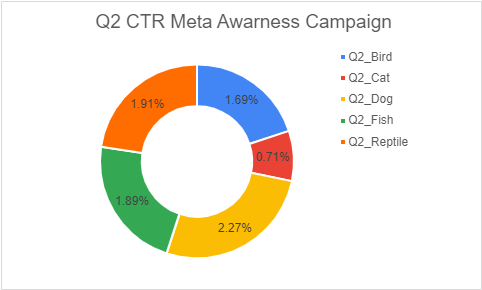 Q2 CTR Meta Awarness Campaign
Q2_Bird
Q2_Cat
Q2_Dog
Q2_Fish
Q2_Reptile
1.91%
1.69%
0.71%
1.89%
2.27%